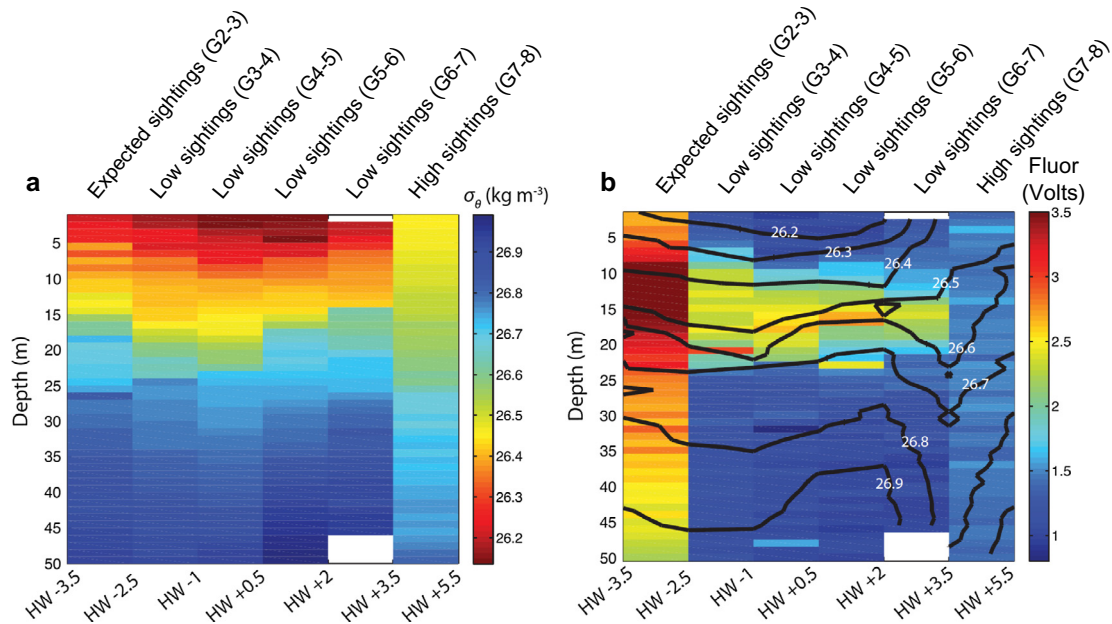 a
Expected sightings (G2-3)
Low sightings (G3-4)
Low sightings (G4-5)
Low sightings (G5-6)
Low sightings (G6-7)
High sightings (G7-8)
σθ (kg m-3)
Depth (m)
5
10
15
20
25
30
35
40
45
50
HW -3.5
HW -2.5
HW -1
HW +0.5
HW +2
HW +3.5
HW +5.5
26.9
26.8
26.7
26.6
26.5
26.4
26.3
26.2
b
Expected sightings (G2-3)
Low sightings (G3-4)
Low sightings (G4-5)
Low sightings (G5-6)
Low sightings (G6-7)
High sightings (G7-8)
Fluor
(Volts)
Depth (m)
5
10
15
20
25
30
35
40
45
50
26.2
26.3
26.4
26.5
26.6
26.7
26.8
26.9
HW -3.5
HW -2.5
HW -1
HW +0.5
HW +2
HW +3.5
HW +5.5
3.5
3
2.5
2
1.5
1